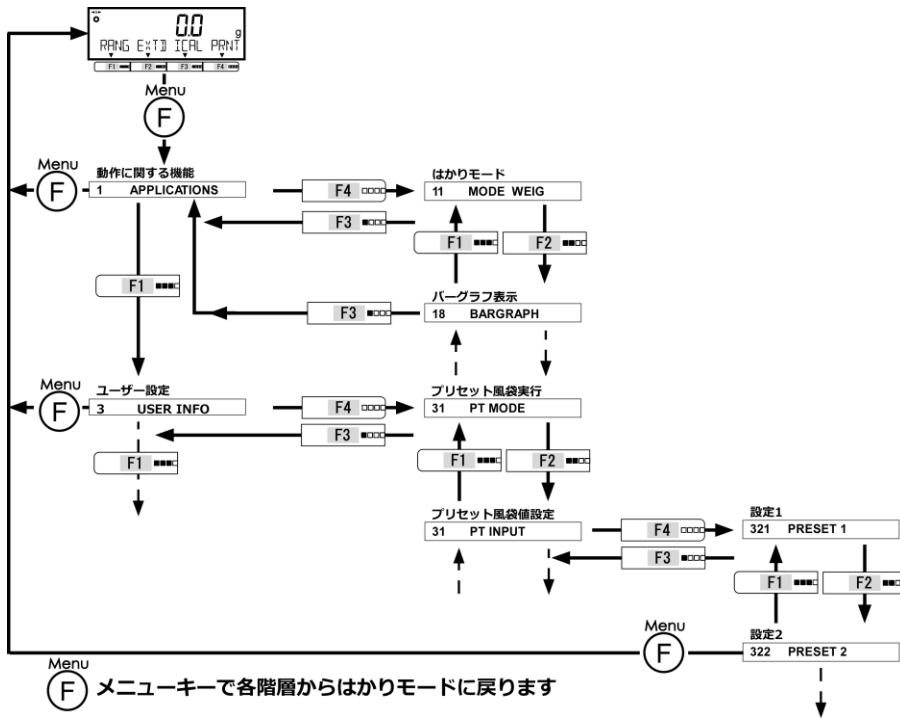 0.0 g
RANG EXTD ICAL PRNT
F1 F2 F3 F4
Menu
F
Menu
F
動作に関する機能
1 APPLICATIONS
F4
F3
はかりモード
11 MODE WEIG
F1
F2
F1
F3
バーグラフ表示
18 BARGRAPH
Menu
F
ユーザー設定
3 USER INFO
F4
F3
プリセット風袋実行
31 PT MODE
F1
F1
F2
プリセット風袋値設定
31 PT INPUT
F4
F3
設定1
321 PRESET 1
F1
F2
Menu
F
設定2
322 PRESET 2
Menu
F メニューキーで各階層からはかりモードに戻ります